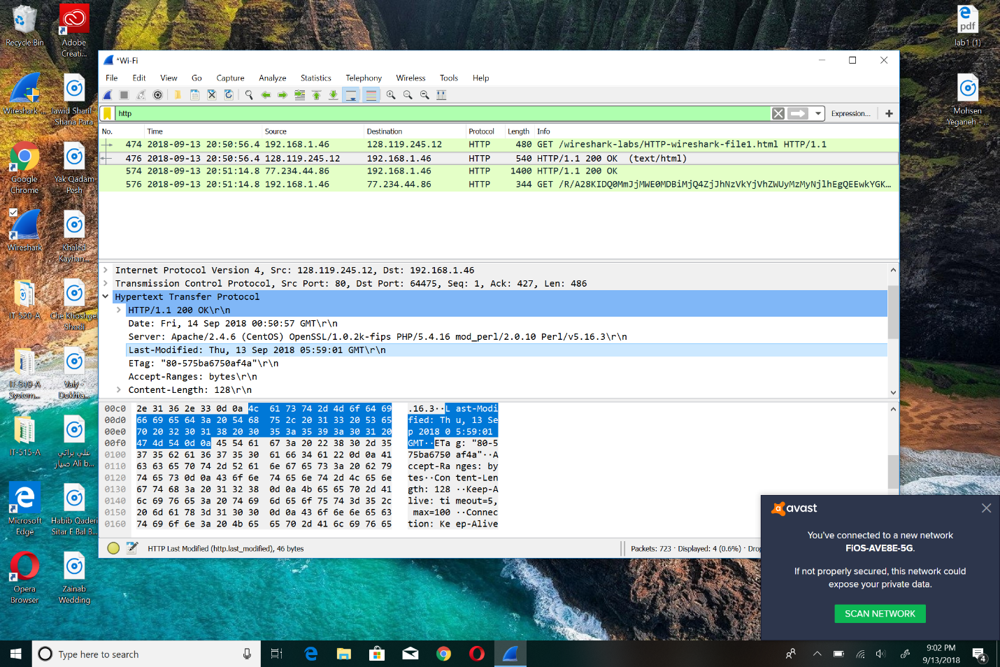 Recycle Bin
Adobe
Creati...
Wireshark ...
Jawid Sharif -
Shana Para
Google
Chrome
Yak Qadam
Pesh
Wireshark
Khaled
Kayhan...
IT-520-A
Che Khoshgel
Shodi
IT-510-A
System...
Valy -
Dokhta...
IT-515-A
علي براتي
صيار Ali b...
Microsoft
Edge
Habib Qaderi
Sitar E Bal B...
Opera
Browser
Zainab
Wedding
pdf
lab1 (1)
Mohsen
Yeganeh - ...
*Wi-Fi
File Edit View Go Capture Analyze Statistics Telephony Wireless Tools Help
http
Expression...
No. Time Source Destination Protocol Length Info
474 2018-09-13 20:50:56.4 192.168.1.46 128.119.245.12 HTTP 480 GET /wireshark-labs/HTTP-wireshark-file1.html HTTP/1.1
476 2018-09-13 20:50:56.4 128.119.245.12 192.168.1.46 HTTP 540 HTTP/1.1 200 OK (text/html)
574 2018-09-13 20:51:14.8 77.234.44.86 192.168.1.46 HTTP 1400 HTTP/1.1 200 OK
576 2018-09-13 20:51:14.8 192.168.1.46 77.234.44.86 HTTP 344 GET /R/A28KIDQ0MmJjMWE0MDBiMjQ4ZjJhNzVkYjVhZWUyMzMyNjlhEgQEEwkYGK...
Internet Protocol Version 4, Src: 128.119.245.12, Dst: 192.168.1.46
Transmission Control Protocol, Src Port: 80, Dst Port: 64475, Seq: 1, Ack: 427, Len: 486
Hypertext Transfer Protocol
HTTP/1.1 200 OK\r\n
Date: Fri, 14 Sep 2018 00:50:57 GMT\r\n
Server: Apache/2.4.6 (CentOS) OpenSSL/1.0.2k-fips PHP/5.4.16 mod_perl/2.0.10 Perl/v5.16.3\r\n
Last-Modified: Thu, 13 Sep 2018 05:59:01 GMT\r\n
ETag: "80-575ba6750af4a"\r\n
Accept-Ranges: bytes\r\n
Content-Length: 128\r\n
00c0 2e 31 36 2e 33 0d 0a 4c 61 73 74 2d 4d 6f 64 69 .16.3··L ast-Modi
00d0 66 69 65 64 3a 20 54 68 75 2c 20 31 33 20 53 65 fied: Th u, 13 Se
00e0 70 20 32 30 31 38 20 30 35 3a 35 39 3a 30 31 20 p 2018 0 5:59:01
00f0 47 4d 54 0d 0a 45 54 61 67 3a 20 22 38 30 2d 35 GMT··ETa g: "80-5
0100 37 35 62 61 36 37 35 30 61 66 34 61 22 0d 0a 41 75ba6750 af4a"··A
0110 63 63 65 70 74 2d 52 61 6e 67 65 73 3a 20 62 79 ccept-Ra nges: by
0120 74 65 73 0d 0a 43 6f 6e 74 65 6e 74 2d 4c 65 6e tes··Con tent-Len
0130 67 74 68 3a 20 31 32 38 0d 0a 4b 65 65 70 2d 41 gth: 128 ··Keep-A
0140 6c 69 76 65 3a 20 74 69 6d 65 6f 75 74 3d 35 2c live: ti meout=5,
0150 20 6d 61 78 3d 31 30 30 0d 0a 43 6f 6e 6e 65 63 max=100 ··Connec
0160 74 69 6f 6e 3a 20 4b 65 65 70 2d 41 6c 69 76 65 tion: Ke ep-Alive
HTTP Last Modified (http.last_modified), 46 bytes
Packets: 723 · Displayed: 4 (0.6%) · Drop
avast
You've connected to a new network
FiOS-AVE8E-5G.
If not properly secured, this network could
expose your private data.
SCAN NETWORK
Type here to search
9:02 PM
9/13/2018
4